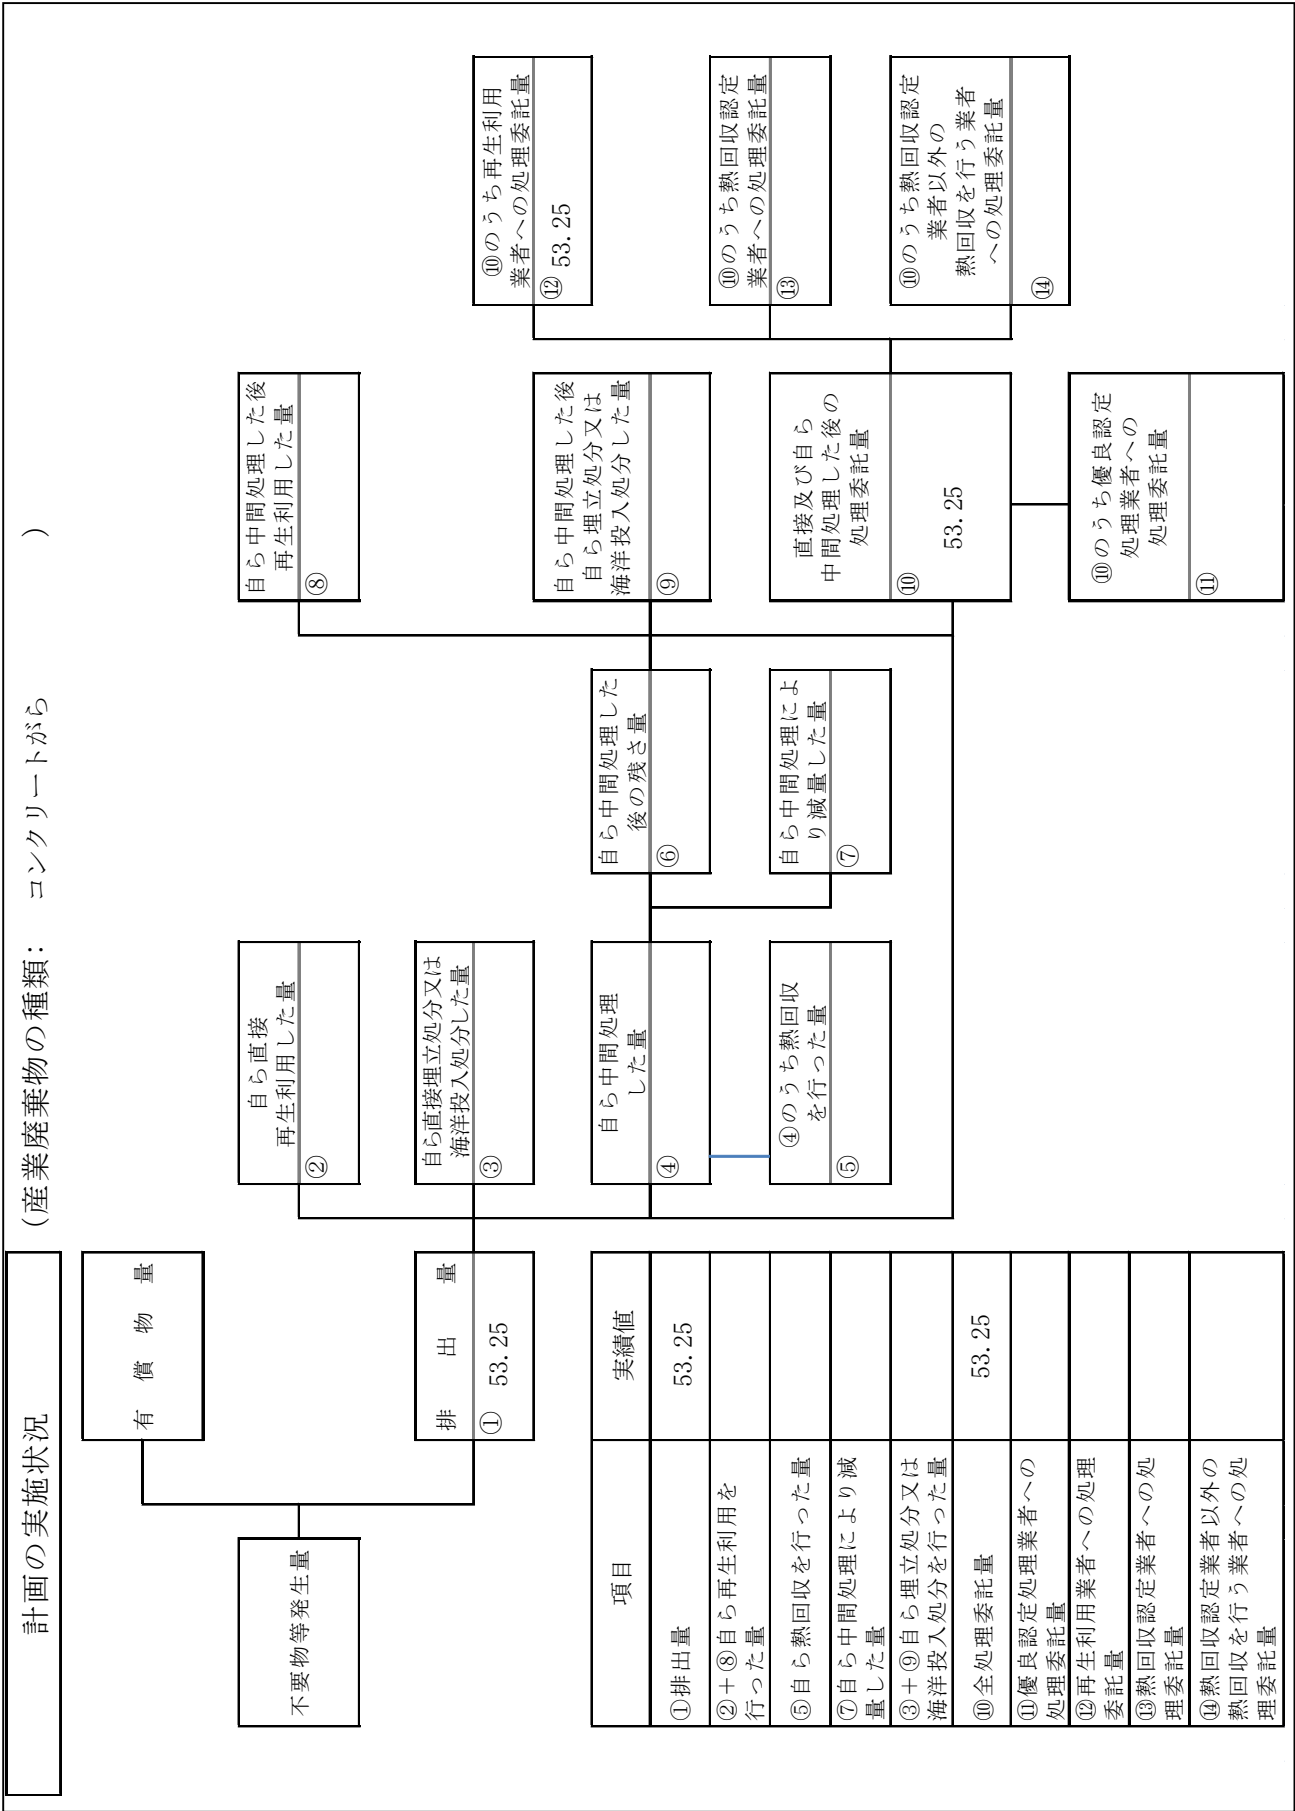 計画の実施状況
(産業廃棄物の種類: コンクリートがら )
不要物等発生量
有償物量
排出量
① 53.25
自ら直接
再生利用した量
②
自ら直接埋立処分又は
海洋投入処分した量
③
自ら中間処理
した量
④
④のうち熱回収
を行った量
⑤
自ら中間処理した
後の残さ量
⑥
自ら中間処理によ
り減量した量
⑦
自ら中間処理した後
再生利用した量
⑧
自ら中間処理した後
自ら埋立処分又は
海洋投入処分した量
⑨
直接及び自ら
中間処理した後の
処理委託量
⑩
53.25
⑩のうち優良認定
処理業者への
処理委託量
⑪
⑩のうち再生利用
業者への処理委託量
⑫ 53.25
⑩のうち熱回収認定
業者への処理委託量
⑬
⑩のうち熱回収認定
業者以外の
熱回収を行う業者
への処理委託量
⑭
項目 実績値
①排出量 53.25
②+⑧自ら再生利用を
行った量
⑤自ら熱回収を行った量
⑦自ら中間処理により減
量した量
③+⑨自ら埋立処分又は
海洋投入処分を行った量
⑩全処理委託量 53.25
⑪優良認定処理業者への
処理委託量
⑫再生利用業者への処理
委託量
⑬熱回収認定業者への処
理委託量
⑭熱回収認定業者以外の
熱回収を行う業者への処
理委託量